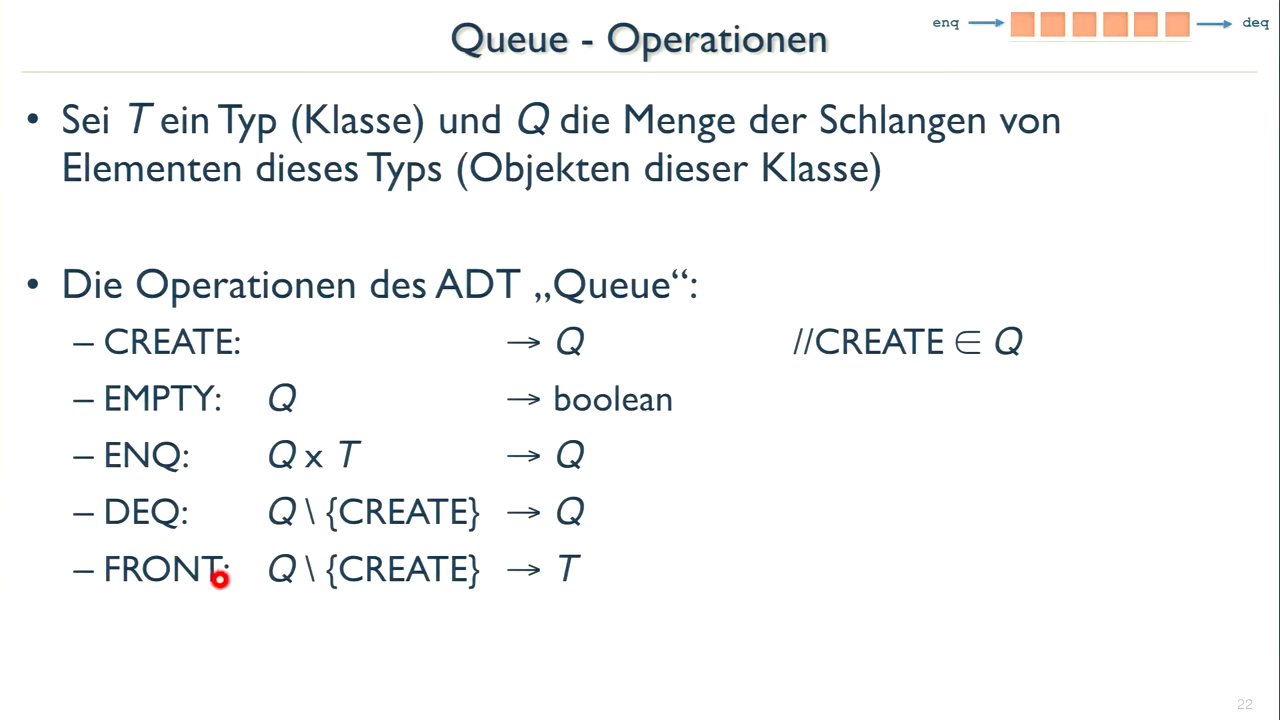 Queue - Operationen
enq
deq
• Sei T ein Typ (Klasse) und Q die Menge der Schlangen von
Elementen dieses Typs (Objekten dieser Klasse)
• Die Operationen des ADT „Queue“:
– CREATE: → Q //CREATE ∈ Q
– EMPTY: Q → boolean
– ENQ: Q x T → Q
– DEQ: Q \ {CREATE} → Q
– FRONT: Q \ {CREATE} → T
22